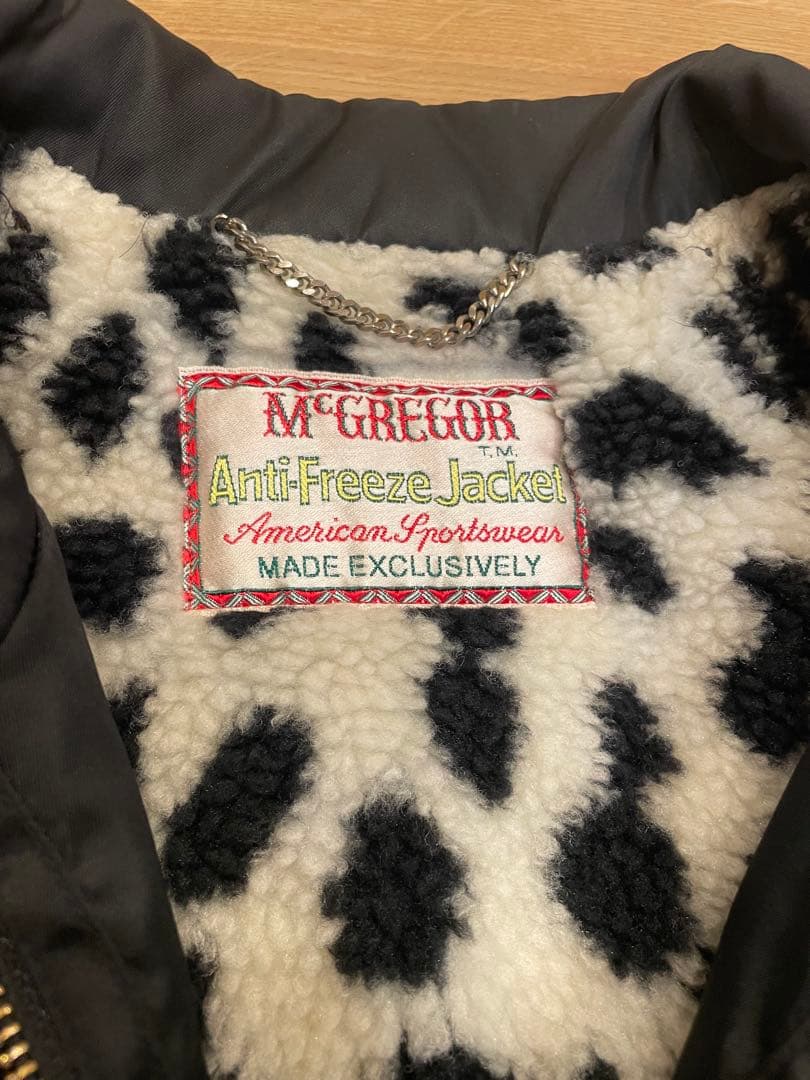 McGREGOR
T.M.
Anti-Freeze Jacket
American Sportswear
MADE EXCLUSIVELY